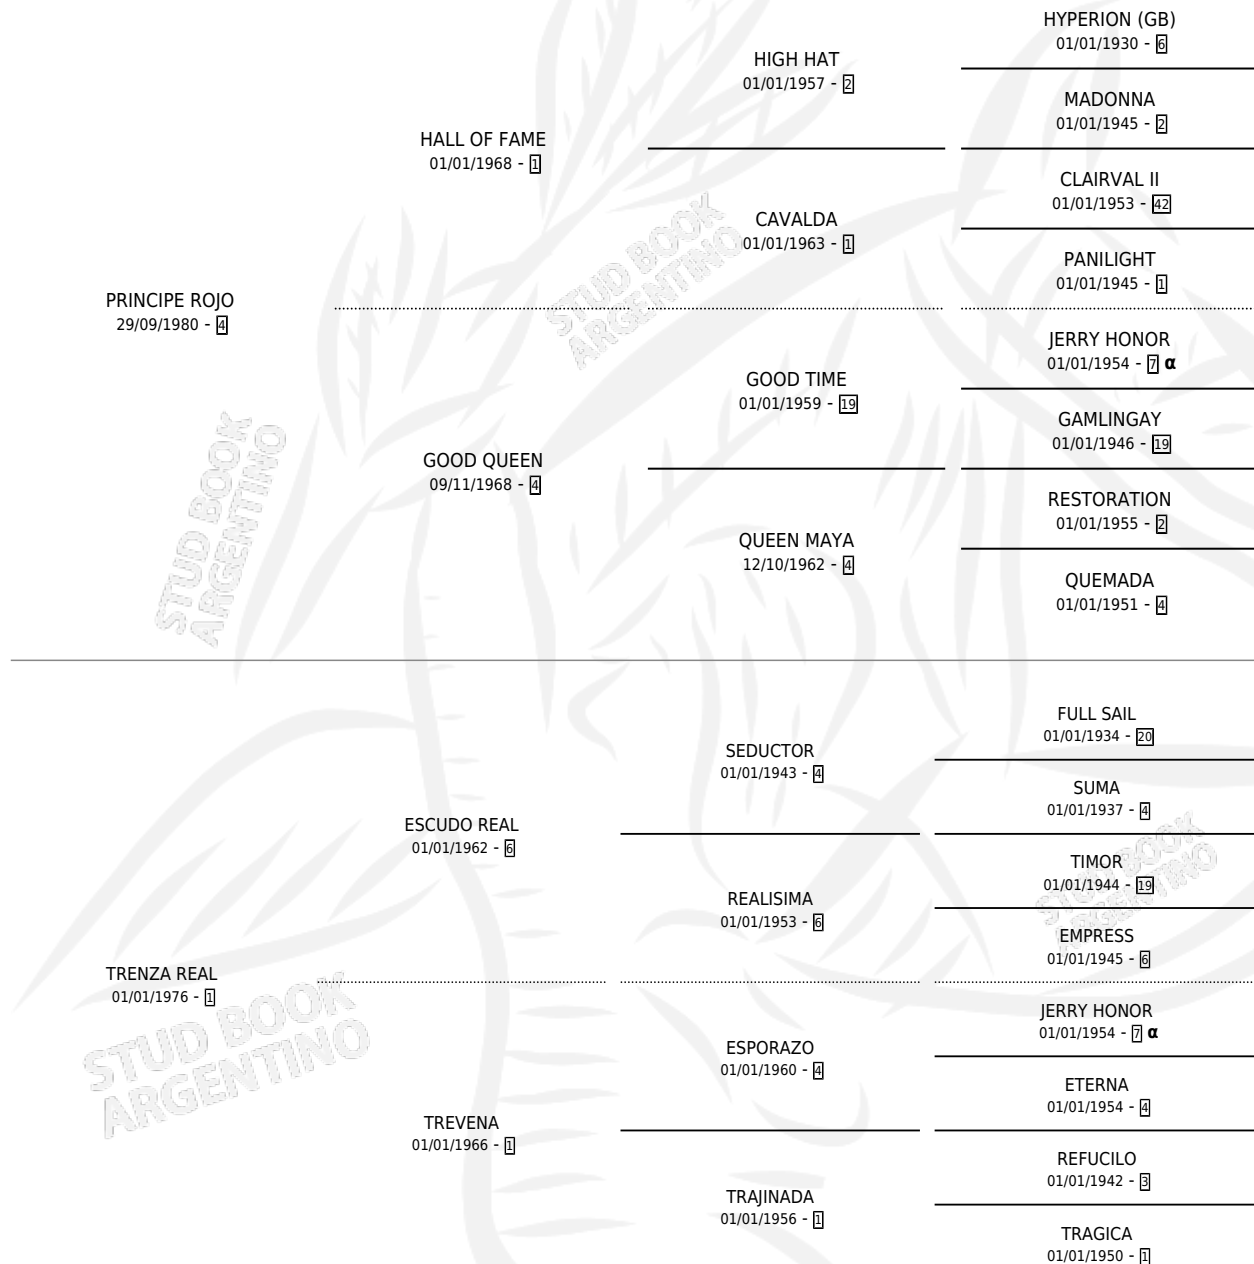 HYPERION (GB)
01/01/1930 - 6
HIGH HAT
01/01/1957 - 2
MADONNA
01/01/1945 - 2
HALL OF FAME
01/01/1968 - 1
CLAIRVAL II
01/01/1953 - 42
CAVALDA
01/01/1963 - 1
PANILIGHT
01/01/1945 - 1
PRINCIPE ROJO
29/09/1980 - 4
JERRY HONOR
01/01/1954 - 7 α
GOOD TIME
01/01/1959 - 19
GAMLINGAY
01/01/1946 - 19
GOOD QUEEN
09/11/1968 - 4
RESTORATION
01/01/1955 - 2
QUEEN MAYA
12/10/1962 - 4
QUEMADA
01/01/1951 - 4
FULL SAIL
01/01/1934 - 20
SEDUCTOR
01/01/1943 - 4
SUMA
01/01/1937 - 4
ESCUDO REAL
01/01/1962 - 6
TIMOR
01/01/1944 - 19
REALISIMA
01/01/1953 - 6
EMPRESS
01/01/1945 - 6
TRENZA REAL
01/01/1976 - 1
JERRY HONOR
01/01/1954 - 7 α
ESPORAZO
01/01/1960 - 4
ETERNA
01/01/1954 - 4
TREVENA
01/01/1966 - 1
REFUCILO
01/01/1942 - 3
TRAJINADA
01/01/1956 - 1
TRAGICA
01/01/1950 - 1
STUD BOOK
ARGENTINO
STUD BOOK
ARGENTINO
STUD BOOK
ARGENTINO
STUD BOOK
ARGENTINO